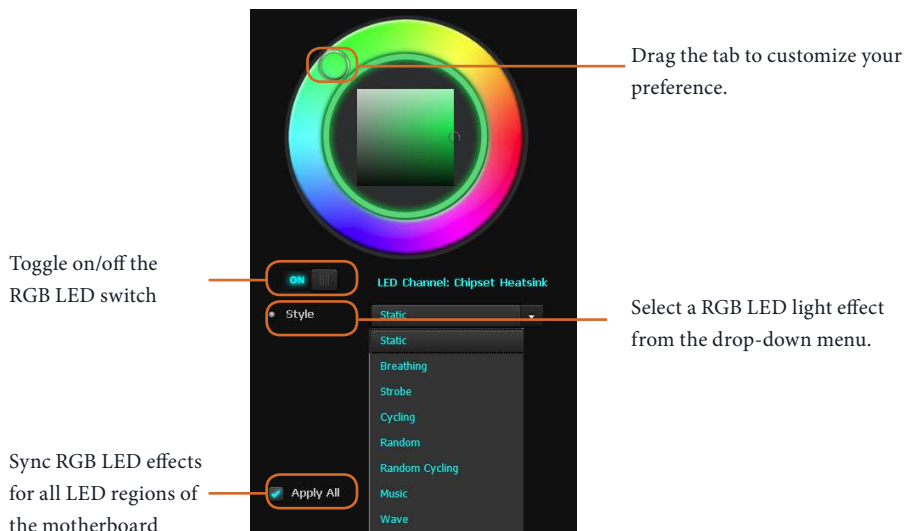 Drag the tab to customize your
preference.
Toggle on/off the
RGB LED switch
ON
LED Channel: Chipset Heatsink
Style
Static
Select a RGB LED light effect
from the drop-down menu.
Static
Breathing
Strobe
Cycling
Random
Random Cycling
Sync RGB LED effects
for all LED regions of
the motherboard
Apply All
Music
Wave